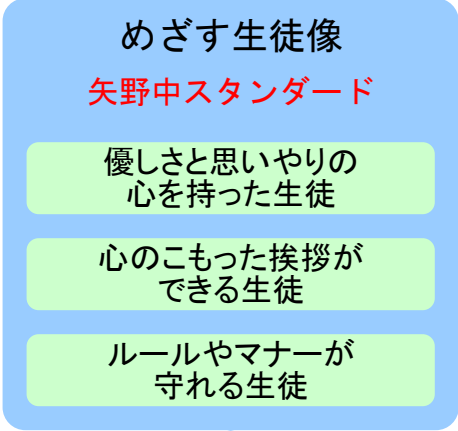 めざす生徒像
矢野中スタンダード
優しさと思いやりの
心を持った生徒
心のこもった挨拶が
できる生徒
ルールやマナーが
守れる生徒